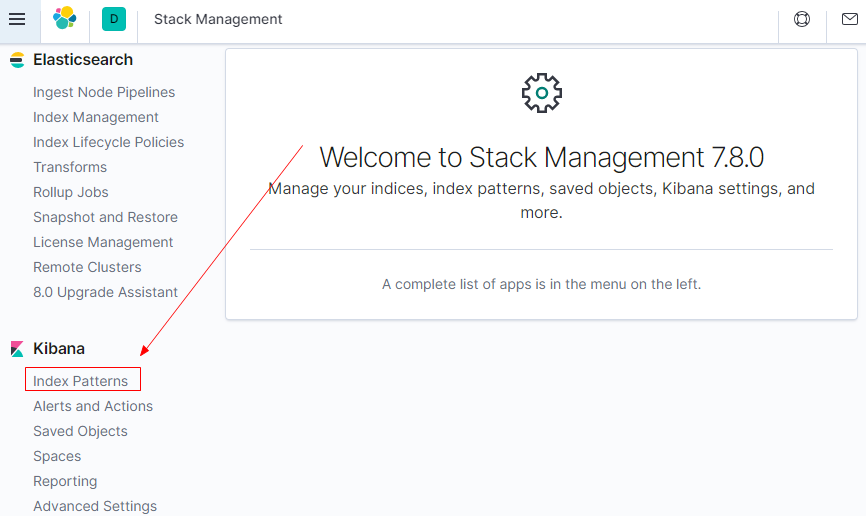 D
Stack Management
Elasticsearch
Ingest Node Pipelines
Index Management
Index Lifecycle Policies
Transforms
Rollup Jobs
Snapshot and Restore
License Management
Remote Clusters
8.0 Upgrade Assistant
Kibana
Index Patterns
Alerts and Actions
Saved Objects
Spaces
Reporting
Advanced Settings
Welcome to Stack Management 7.8.0
Manage your indices, index patterns, saved objects, Kibana settings, and
more.
A complete list of apps is in the menu on the left.